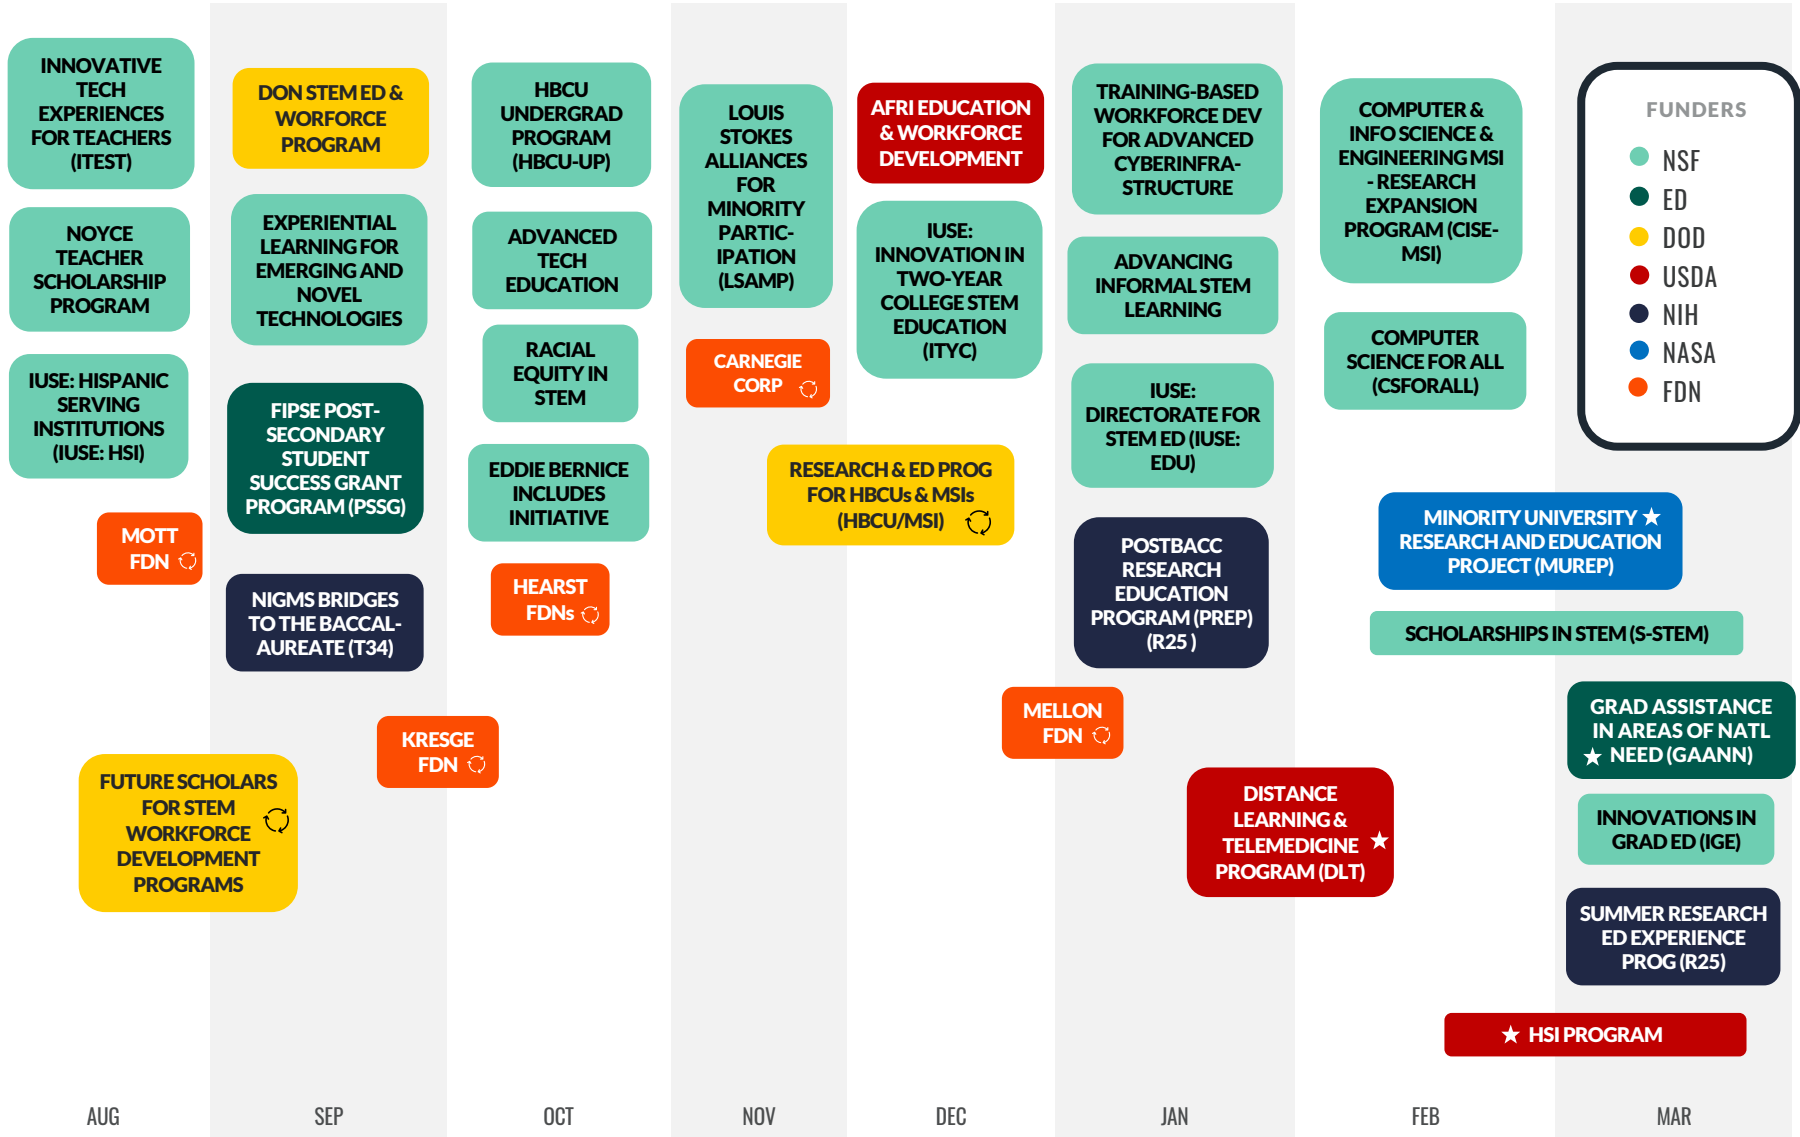 INNOVATIVE
TECH
EXPERIENCES
FOR TEACHERS
(ITEST)
NOYCE
TEACHER
SCHOLARSHIP
PROGRAM
IUSE: HISPANIC
SERVING
INSTITUTIONS
(IUSE: HSI)
MOTT
FDN
FUTURE SCHOLARS
FOR STEM
WORKFORCE
DEVELOPMENT
PROGRAMS
DON STEM ED &
WORFORCE
PROGRAM
EXPERIENTIAL
LEARNING FOR
EMERGING AND
NOVEL
TECHNOLOGIES
FIPSE POST-
SECONDARY
STUDENT
SUCCESS GRANT
PROGRAM (PSSG)
NIGMS BRIDGES
TO THE BACCAL-
AUREATE (T34)
KRESGE
FDN
HBCU
UNDERGRAD
PROGRAM
(HBCU-UP)
ADVANCED
TECH
EDUCATION
RACIAL
EQUITY IN
STEM
EDDIE BERNICE
INCLUDES
INITIATIVE
HEARST
FDNs
LOUIS
STOKES
ALLIANCES
FOR
MINORITY
PARTIC-
IPATION
(LSAMP)
CARNEGIE
CORP
RESEARCH & ED PROG
FOR HBCUs & MSIs
(HBCU/MSI)
AFRI EDUCATION
& WORKFORCE
DEVELOPMENT
IUSE:
INNOVATION IN
TWO-YEAR
COLLEGE STEM
EDUCATION
(ITYC)
MELLON
FDN
TRAINING-BASED
WORKFORCE DEV
FOR ADVANCED
CYBERINFRA-
STRUCTURE
ADVANCING
INFORMAL STEM
LEARNING
IUSE:
DIRECTORATE FOR
STEM ED (IUSE:
EDU)
POSTBACC
RESEARCH
EDUCATION
PROGRAM (PREP)
(R25 )
DISTANCE
LEARNING &
TELEMEDICINE
PROGRAM (DLT)
COMPUTER &
INFO SCIENCE &
ENGINEERING MSI
- RESEARCH
EXPANSION
PROGRAM (CISE-
MSI)
COMPUTER
SCIENCE FOR ALL
(CSFORALL)
MINORITY UNIVERSITY
RESEARCH AND EDUCATION
PROJECT (MUREP)
SCHOLARSHIPS IN STEM (S-STEM)
GRAD ASSISTANCE
IN AREAS OF NATL
NEED (GAANN)
INNOVATIONS IN
GRAD ED (IGE)
SUMMER RESEARCH
ED EXPERIENCE
PROG (R25)
HSI PROGRAM
FUNDERS
NSF
ED
DOD
USDA
NIH
NASA
FDN
AUG
SEP
OCT
NOV
DEC
JAN
FEB
MAR